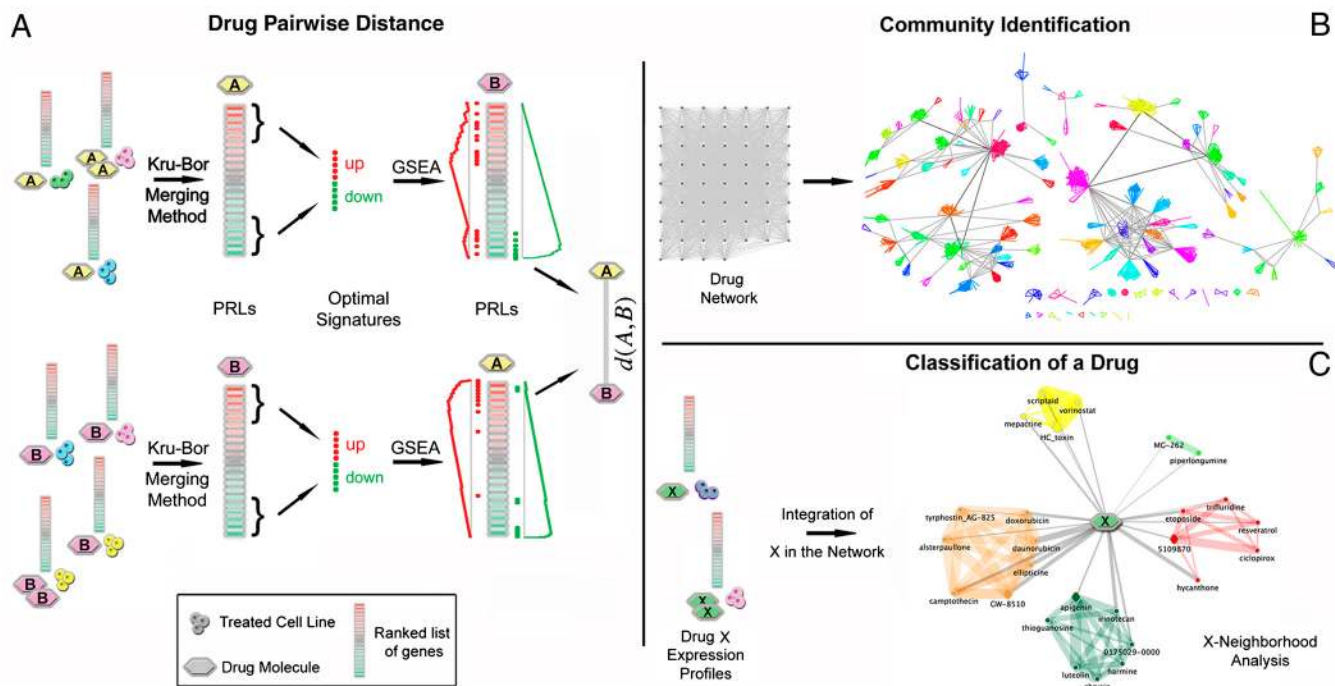 A
Drug Pairwise Distance
A
B
A
A
A
A
Kru-Bor
Merging
Method
up
down
GSEA
PRLs
Optimal
Signatures
PRLs
A
B
d(A,B)
B
A
B
B
B
B
B
Kru-Bor
Merging
Method
up
down
GSEA
Treated Cell Line
Drug Molecule
Ranked list
of genes
Community Identification
B
Drug
Network
Classification of a Drug
C
X
X
X
Drug X
Expression
Profiles
Integration of
X in the Network
scriptaid
vorinostat
mepacrine
HC_toxin
MG-262
piperlongumine
X
tyrphostin_AG-825
doxorubicin
alsterpaullone
daunorubicin
ellipticine
camptothecin
GW-8510
trifluridine
etoposide
resveratrol
5109870
ciclopirox
hycanthone
apigenin
irinotecan
thioguanosine
0175029-0000
harmine
luteolin
X-Neighborhood
Analysis